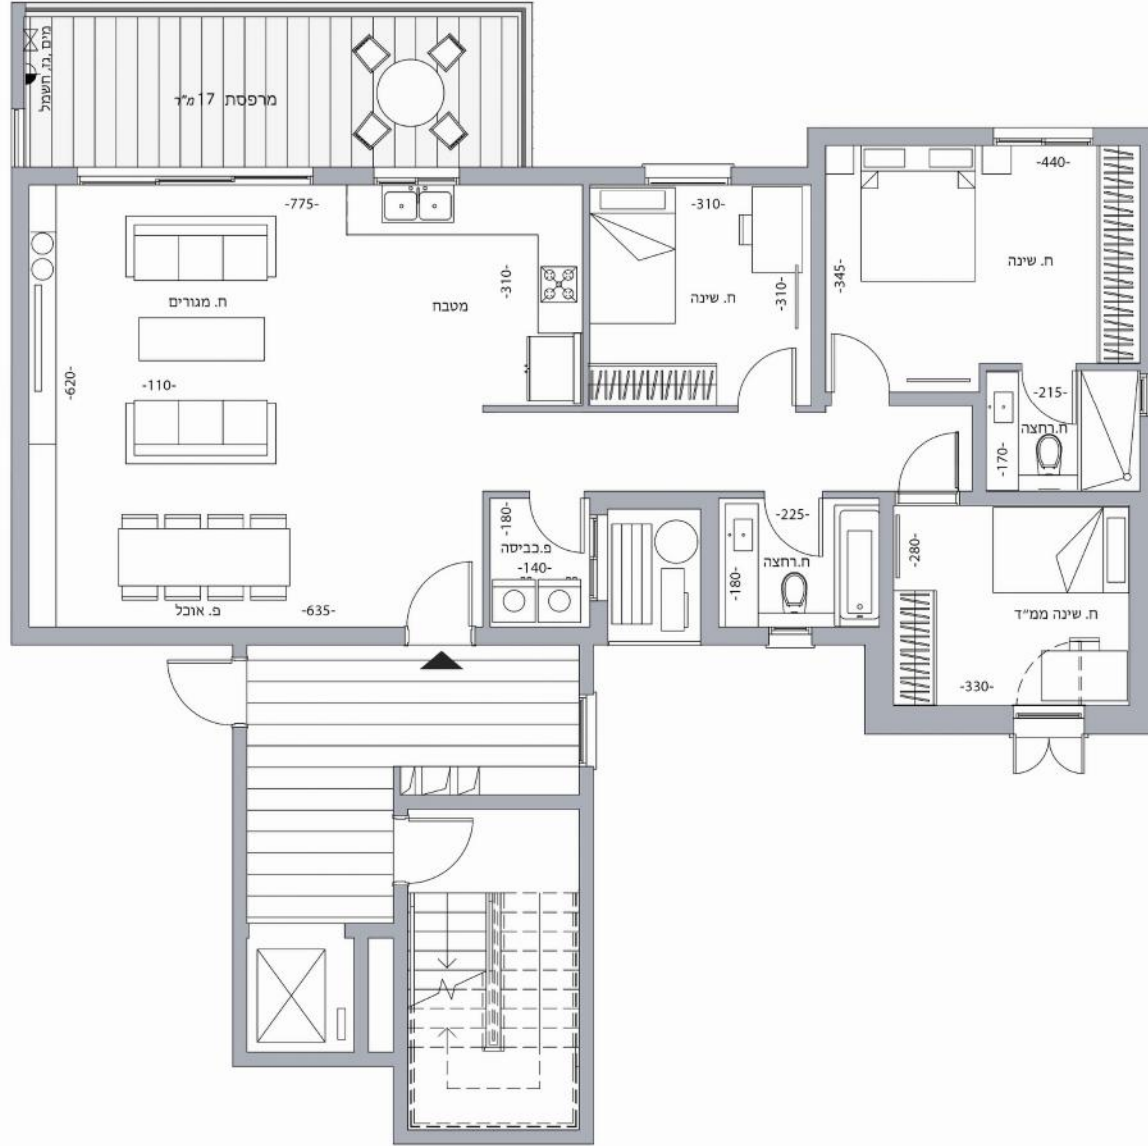 מים, גז, חשמל
מרפסת 17 מ"ר
-775-
-310-
-440-
ח. שינה
-345-
ח. מגורים
מטבח
-310-
ח. שינה
-310-
-620-
-110-
-215-
ח.רחצה
-170-
-180-
פ.כביסה
-140-
-225-
ח.רחצה
-180-
-280-
ח. שינה ממ"ד
פ. אוכל
-635-
-330-